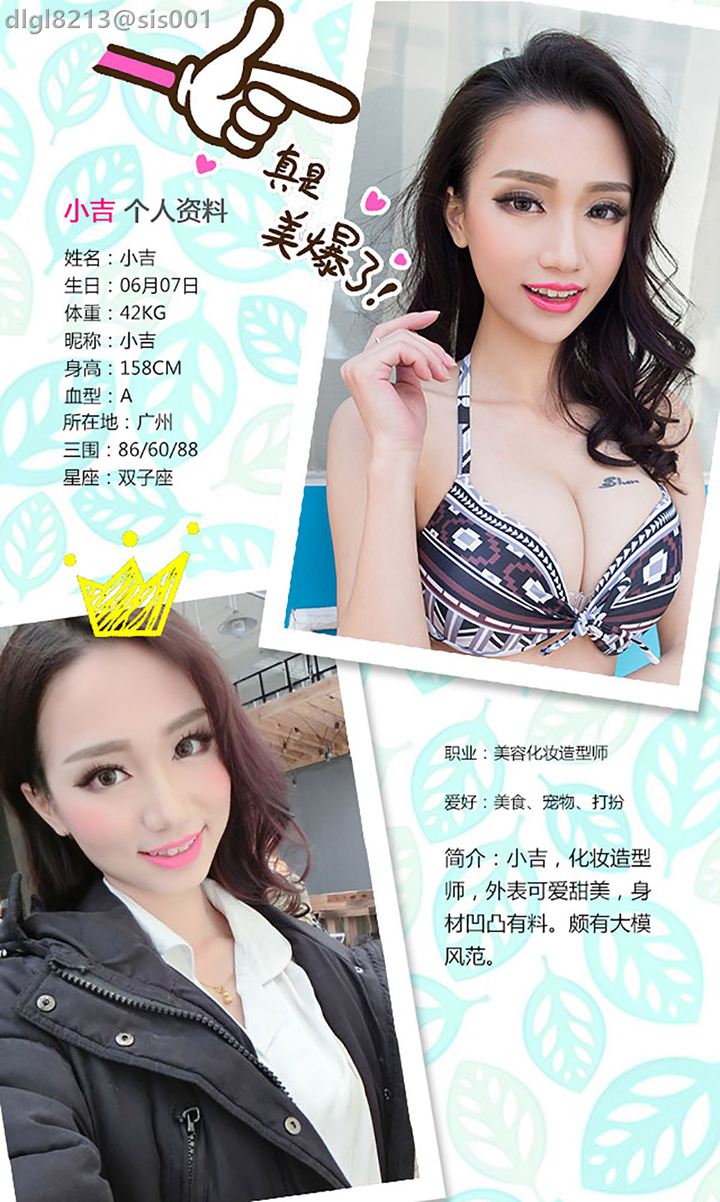 dlgl8213@sis001
真是
美爆了!
小吉 个人资料
姓名：小吉
生日：06月07日
体重：42KG
昵称：小吉
身高：158CM
血型：A
所在地：广州
三围：86/60/88
星座：双子座
职业：美容化妆造型师
爱好：美食、宠物、打扮
简介：小吉，化妆造型
师，外表可爱甜美，身
材凹凸有料。颇有大模
风范。